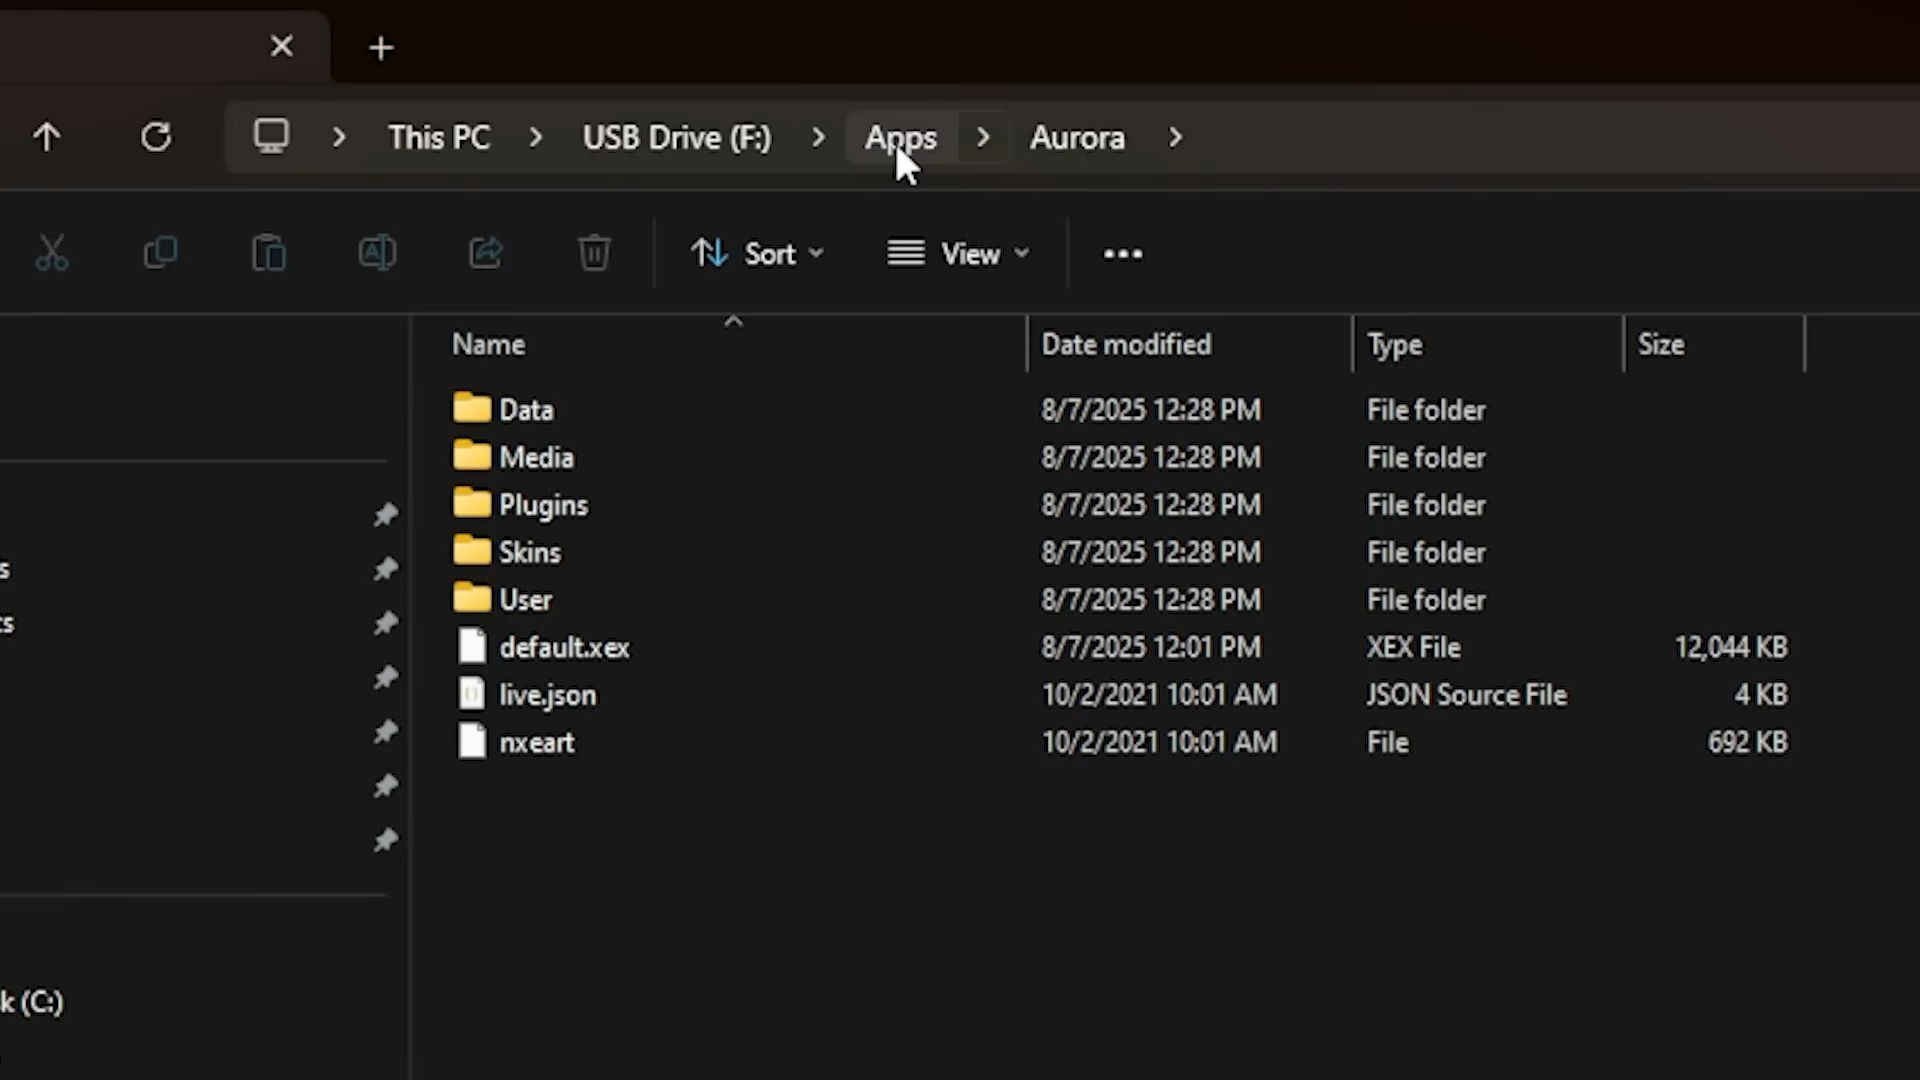 This PC > USB Drive (F:) > Apps > Aurora >
Sort View
Name Date modified Type Size
Data 8/7/2025 12:28 PM File folder
Media 8/7/2025 12:28 PM File folder
Plugins 8/7/2025 12:28 PM File folder
Skins 8/7/2025 12:28 PM File folder
User 8/7/2025 12:28 PM File folder
default.xex 8/7/2025 12:01 PM XEX File 12,044 KB
live.json 10/2/2021 10:01 AM JSON Source File 4 KB
nxeart 10/2/2021 10:01 AM File 692 KB
k (C:)